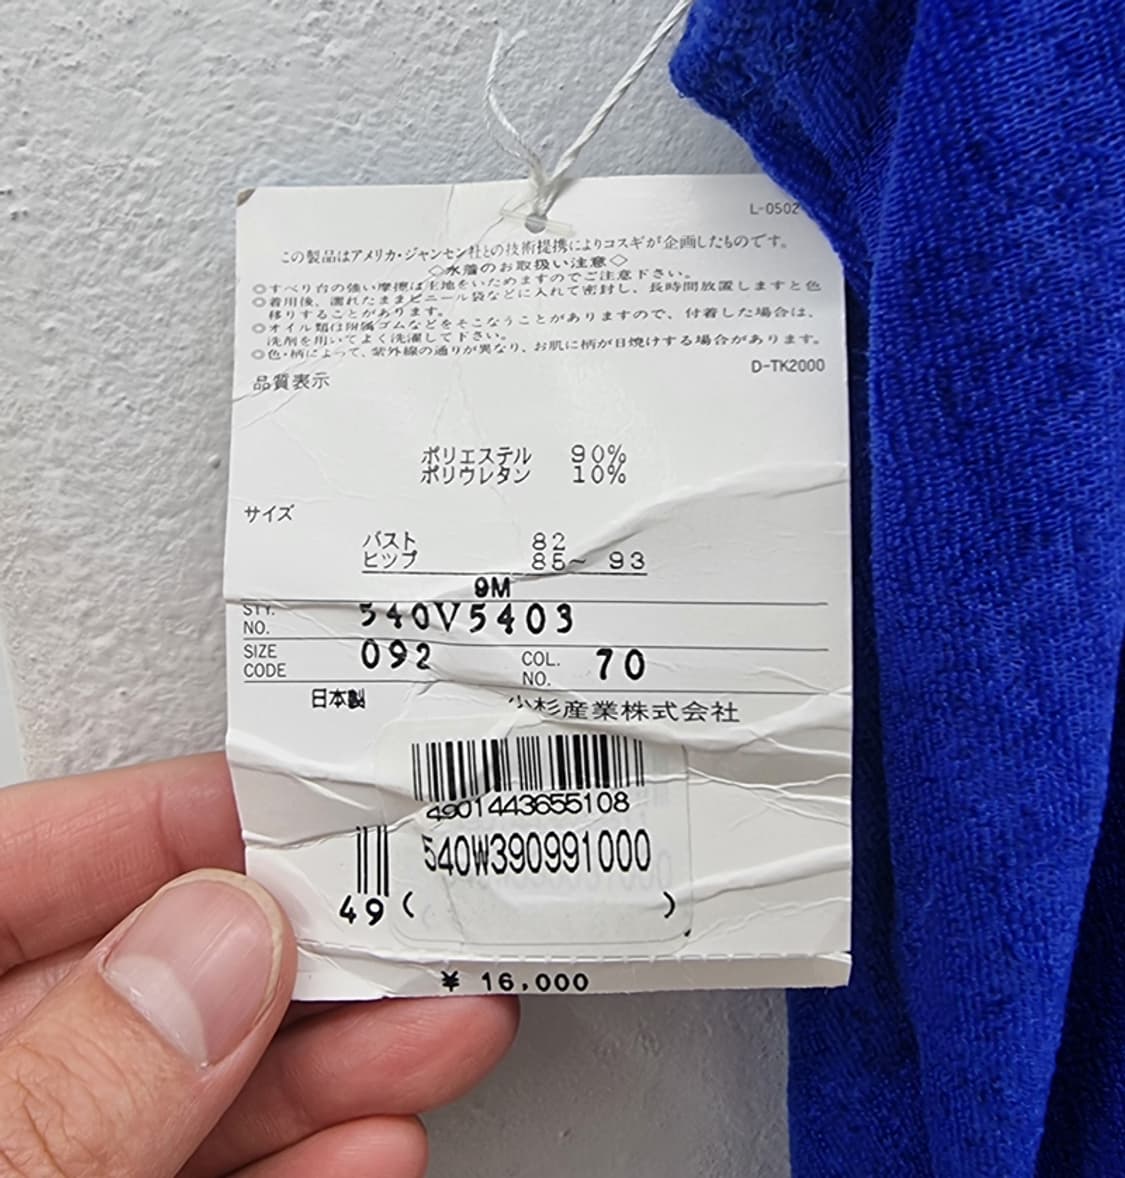 L-0502
この製品はアメリカ・ジャンセン社との技術提携によりコスギが企画したものです。
◇水着のお取扱い注意◇
◎すべり台の強い摩擦は生地をいためますのでご注意下さい。
◎着用後、濡れたままビニール袋などに入れて密封し、長時間放置しますと色
移りすることがあります。
◎オイル類は附属ゴムなどをそこなうことがありますので、付着した場合は、
洗剤を用いてよく洗濯して下さい。
◎色・柄によって、紫外線の通りが異なり、お肌に柄が日焼けする場合があります。
D-TK2000
品質表示
ポリエステル 90%
ポリウレタン 10%
サイズ
バスト 82
ヒップ 85~ 93
9M
STY. NO. 540V5403
SIZE CODE 092 COL. NO. 70
日本製 小杉産業株式会社
4901443655108
540W390991000
49 ( )
¥ 16,000